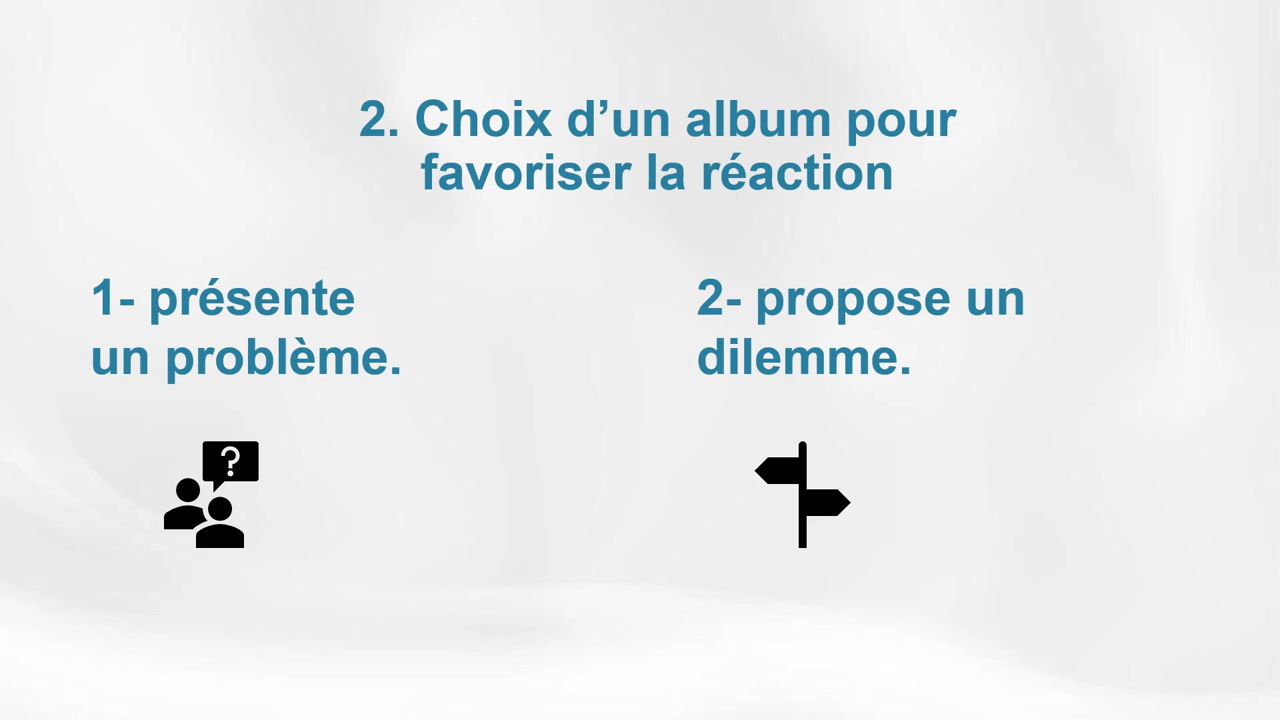 2. Choix d’un album pour
favoriser la réaction
1- présente
un problème.
2- propose un
dilemme.
?